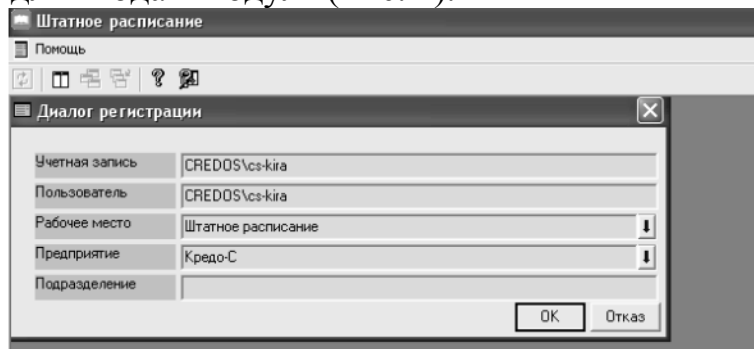 Штатное расписание
Помощь
Диалог регистрации
Учетная запись
CREDOS\cs-kira
Пользователь
CREDOS\cs-kira
Рабочее место
Штатное расписание
Предприятие
Кредо-С
Подразделение
OK
Отказ